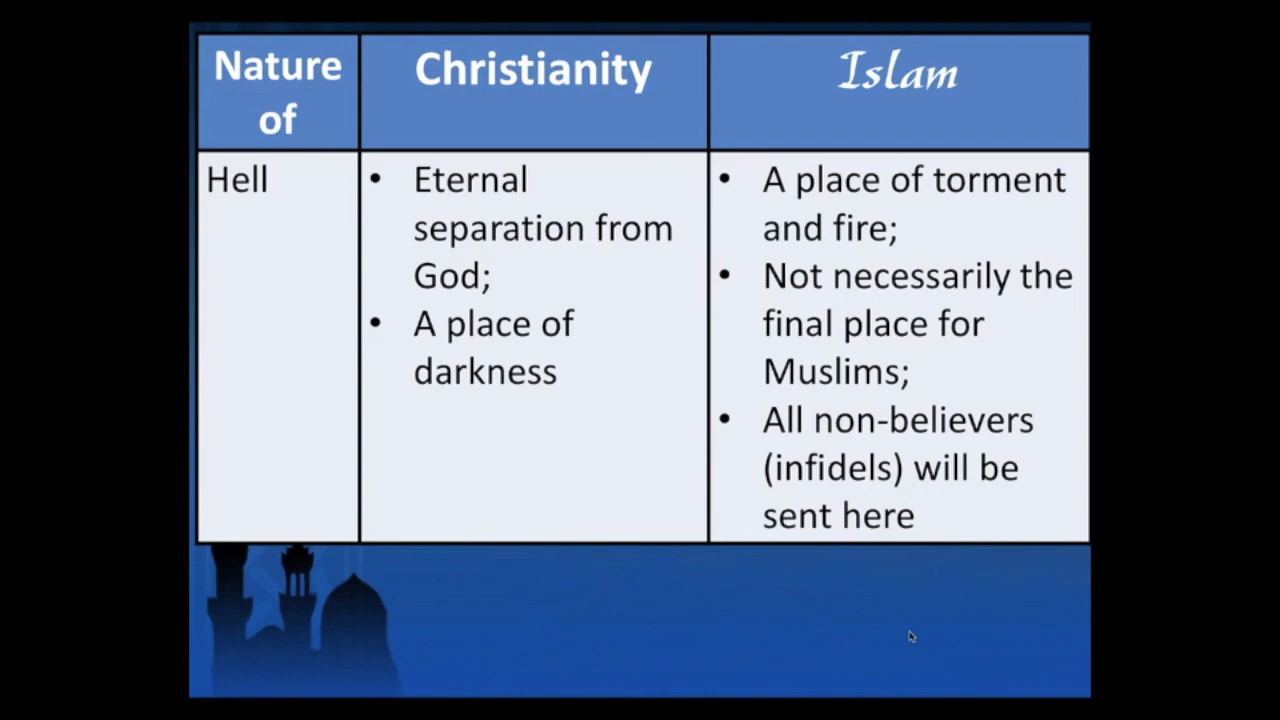 Nature
of
Christianity
Islam
Hell
• Eternal
separation from
God;
• A place of
darkness
• A place of torment
and fire;
• Not necessarily the
final place for
Muslims;
• All non-believers
(infidels) will be
sent here